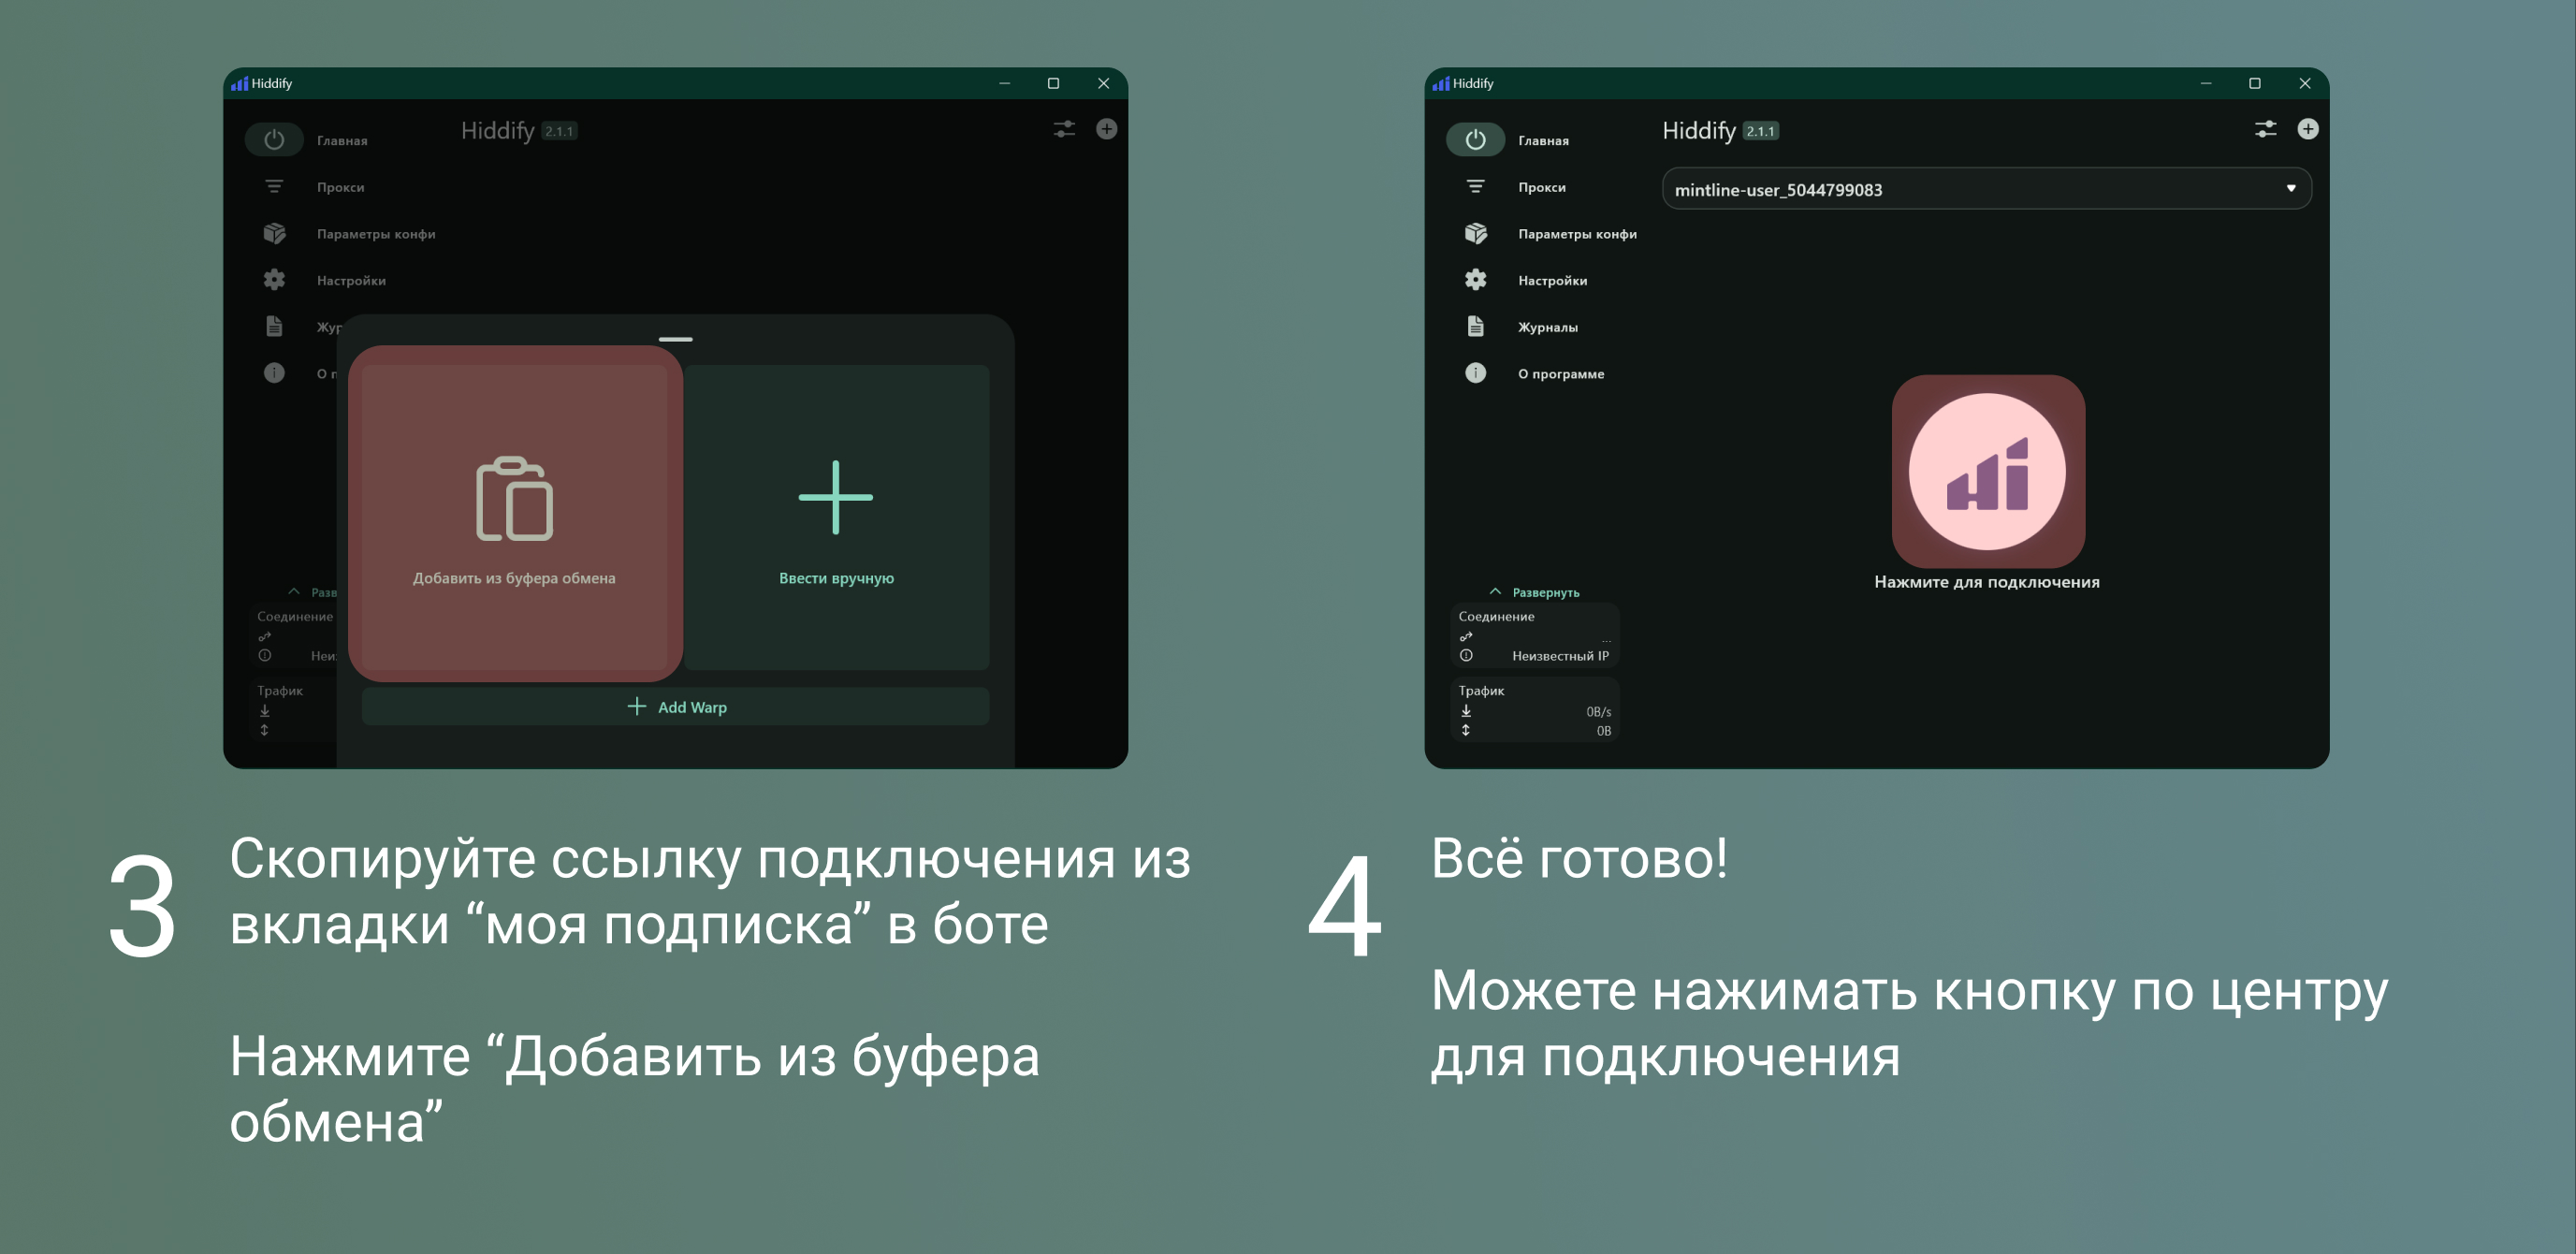 Hiddify
Главная
Hiddify 2.1.1
Прокси
Параметры конфи
Настройки
Жур
О п
Добавить из буфера обмена
Ввести вручную
Разв
Соединение
Неи
Add Warp
Трафик
Hiddify
Главная
Hiddify 2.1.1
Прокси
mintline-user_5044799083
Параметры конфи
Настройки
Журналы
О программе
Нажмите для подключения
Развернуть
Соединение
...
Неизвестный IP
Трафик
0B/s
0B
3
Скопируйте ссылку подключения из
вкладки “моя подписка” в боте
Нажмите “Добавить из буфера
обмена”
4
Всё готово!
Можете нажимать кнопку по центру
для подключения